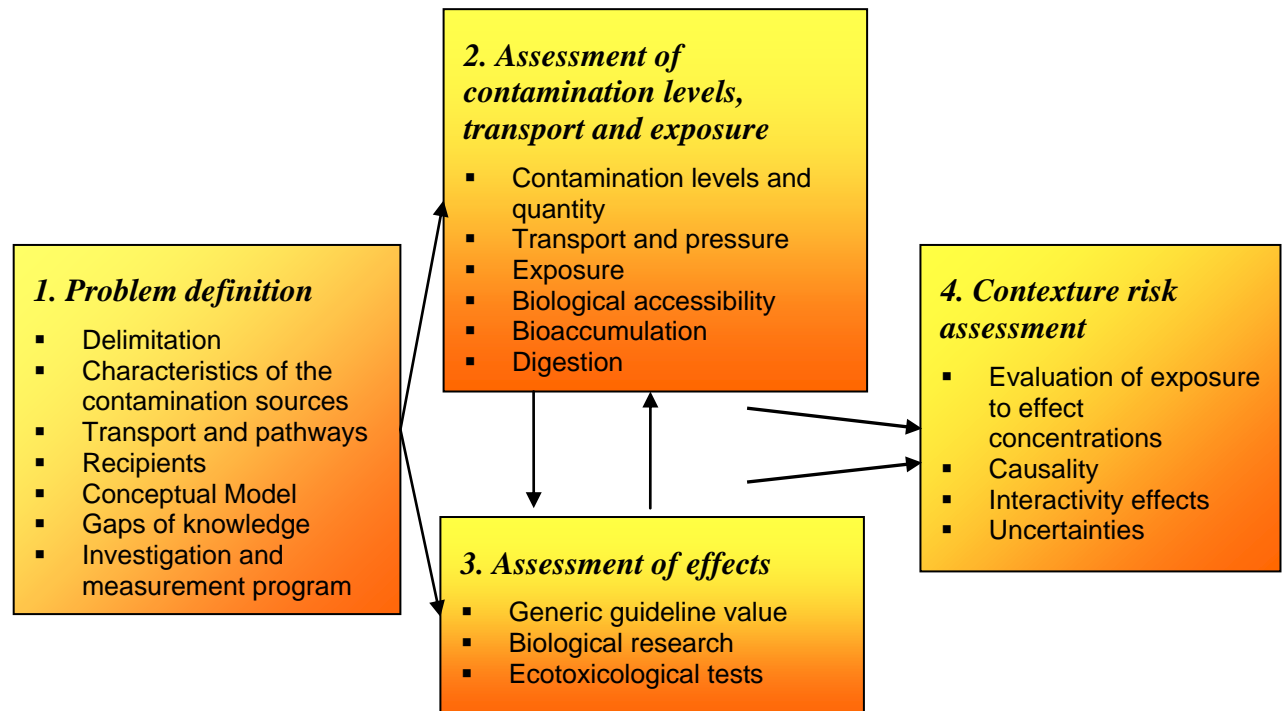 1. Problem definition
▪ Delimitation
▪ Characteristics of the
contamination sources
▪ Transport and pathways
▪ Recipients
▪ Conceptual Model
▪ Gaps of knowledge
▪ Investigation and
measurement program
2. Assessment of
contamination levels,
transport and exposure
▪ Contamination levels and
quantity
▪ Transport and pressure
▪ Exposure
▪ Biological accessibility
▪ Bioaccumulation
▪ Digestion
3. Assessment of effects
▪ Generic guideline value
▪ Biological research
▪ Ecotoxicological tests
4. Contexture risk
assessment
▪ Evaluation of exposure
to effect
concentrations
▪ Causality
▪ Interactivity effects
▪ Uncertainties